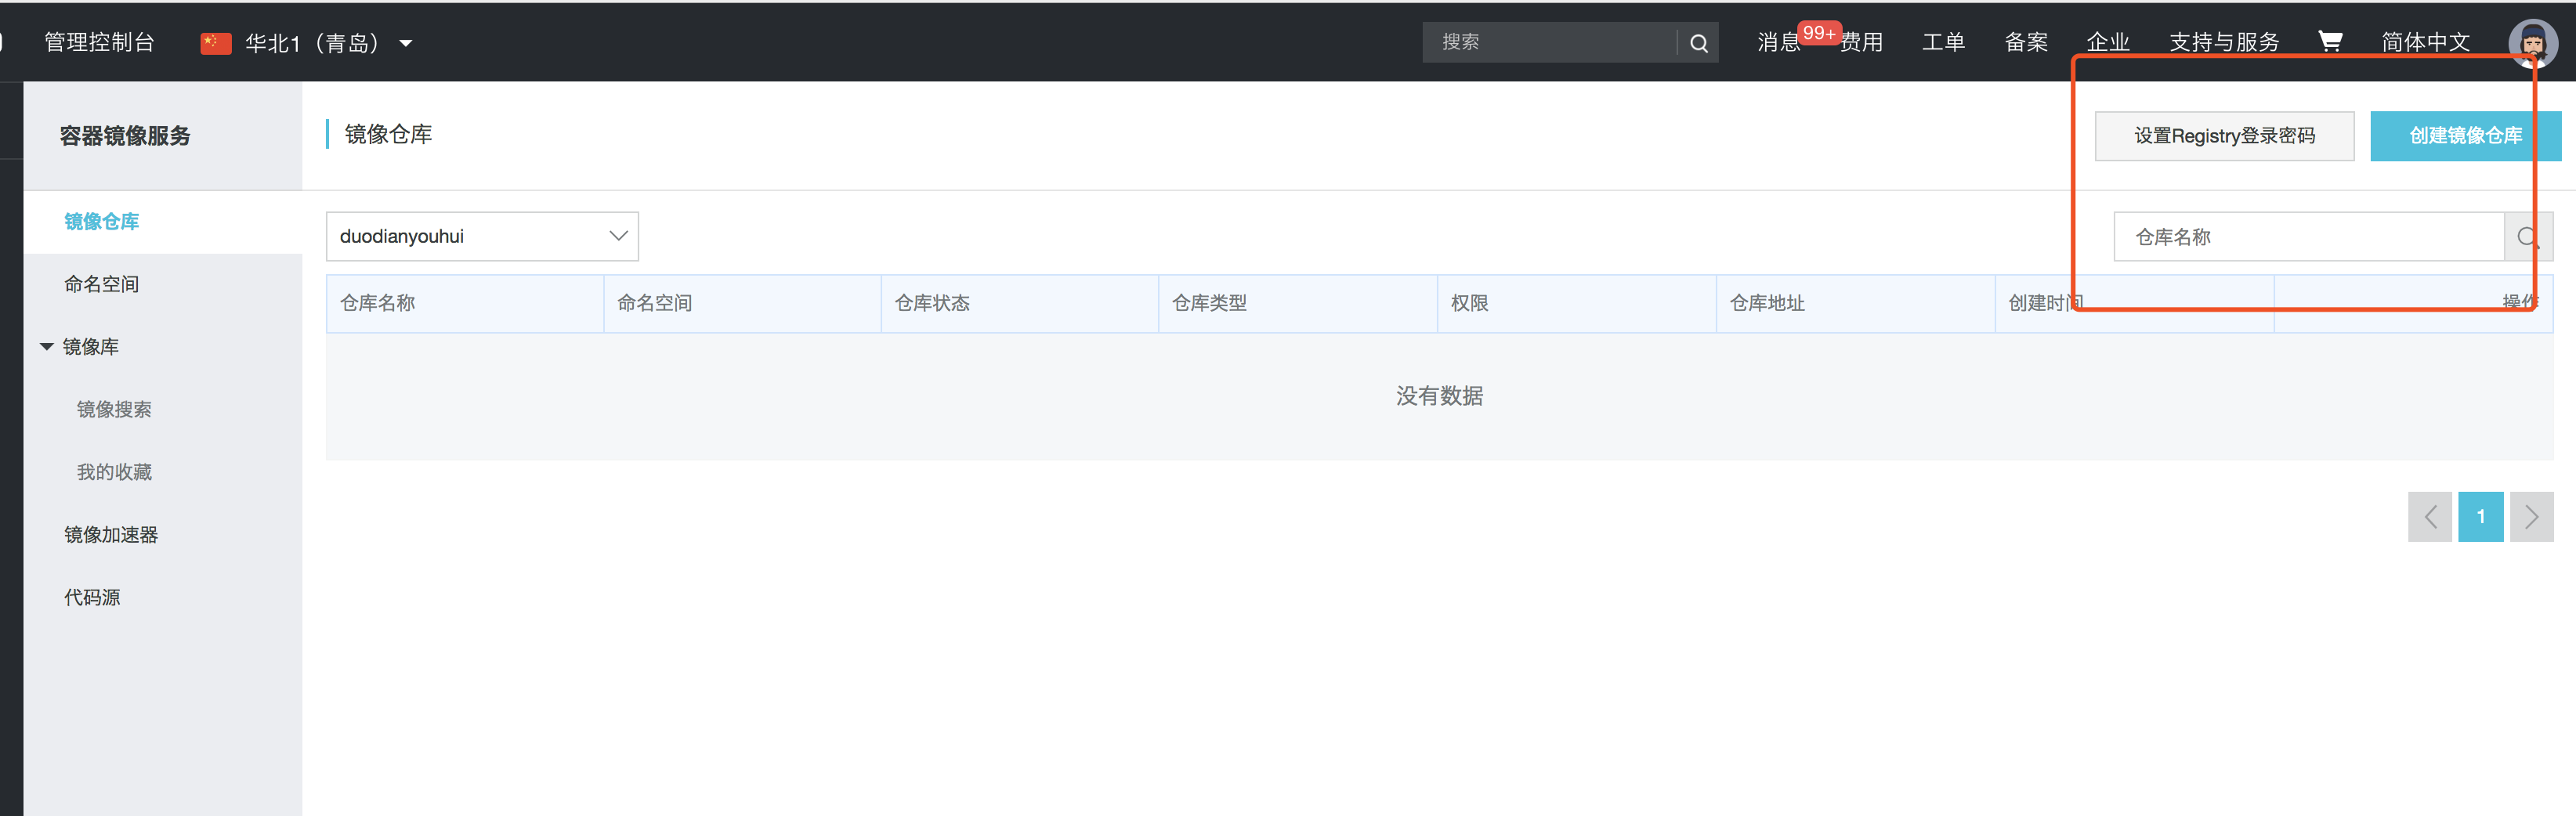 管理控制台 华北1（青岛） 搜索 消息 99+ 费用 工单 备案 企业 支持与服务 简体中文
容器镜像服务
镜像仓库
命名空间
镜像库
镜像搜索
我的收藏
镜像加速器
代码源
镜像仓库 设置Registry登录密码 创建镜像仓库
duodianyouhui 仓库名称
仓库名称 命名空间 仓库状态 仓库类型 权限 仓库地址 创建时间 操作
没有数据
1